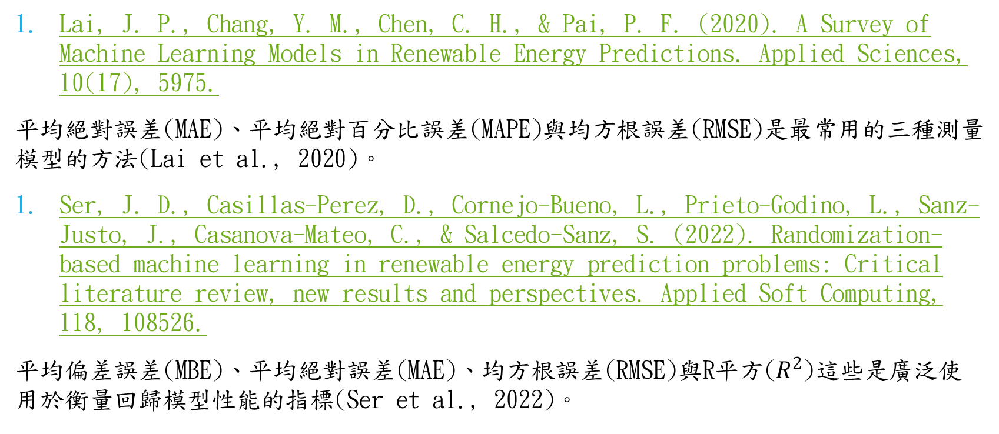 1. Lai, J. P., Chang, Y. M., Chen, C. H., & Pai, P. F. (2020). A Survey of
Machine Learning Models in Renewable Energy Predictions. Applied Sciences,
10(17), 5975.
平均絕對誤差(MAE)、平均絕對百分比誤差(MAPE)與均方根誤差(RMSE)是最常用的三種測量
模型的方法(Lai et al., 2020)。
1. Ser, J. D., Casillas-Perez, D., Cornejo-Bueno, L., Prieto-Godino, L., Sanz-
Justo, J., Casanova-Mateo, C., & Salcedo-Sanz, S. (2022). Randomization-
based machine learning in renewable energy prediction problems: Critical
literature review, new results and perspectives. Applied Soft Computing,
118, 108526.
平均偏差誤差(MBE)、平均絕對誤差(MAE)、均方根誤差(RMSE)與R平方(R²)這些是廣泛使
用於衡量回歸模型性能的指標(Ser et al., 2022)。